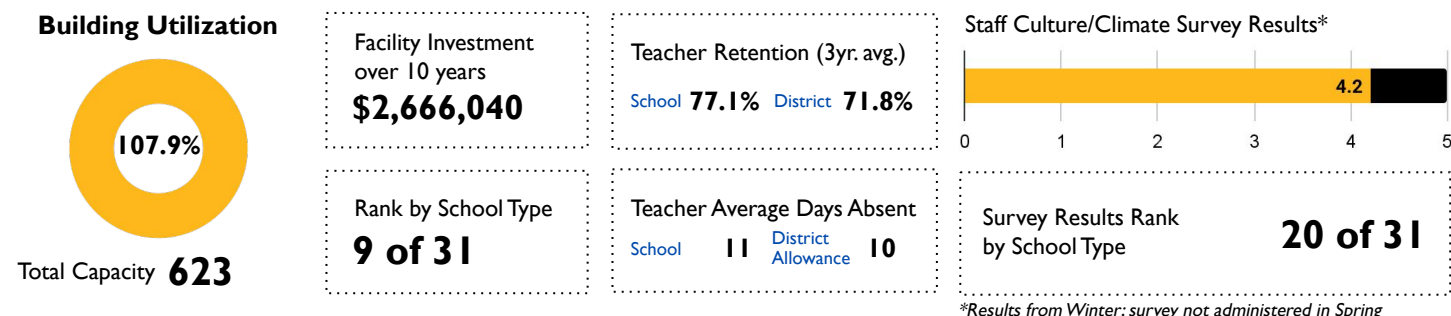 Building Utilization
107.9%
Total Capacity 623
Facility Investment
over 10 years
$2,666,040
Rank by School Type
9 of 31
Teacher Retention (3yr. avg.)
School 77.1% District 71.8%
Teacher Average Days Absent
School 11 District Allowance 10
Staff Culture/Climate Survey Results*
4.2
0 1 2 3 4 5
Survey Results Rank
by School Type
20 of 31
*Results from Winter; survey not administered in Spring